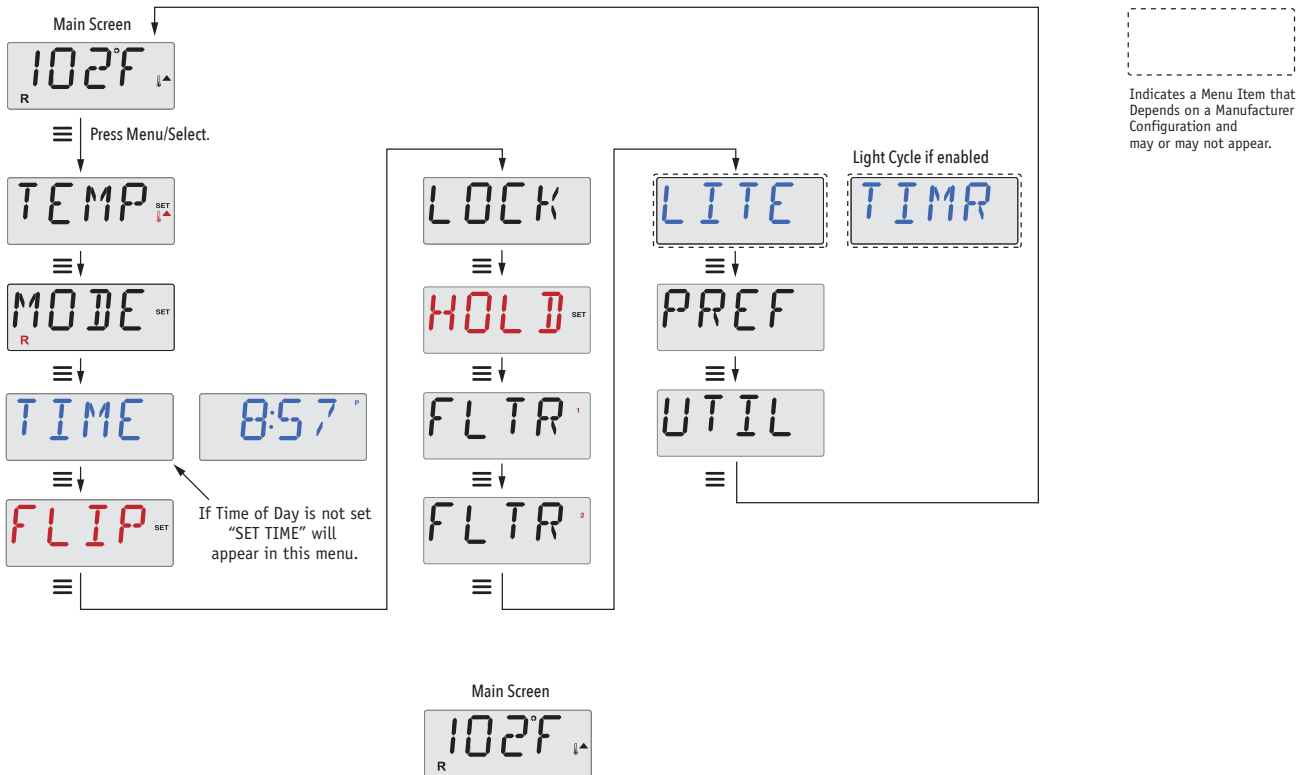 Main Screen
102°F
R
Press Menu/Select.
TEMP SET
MODE SET
R
TIME
8:57 P
If Time of Day is not set
“SET TIME” will
appear in this menu.
FLIP SET
LOCK
HOLD SET
FLTR 1
FLTR 2
Light Cycle if enabled
LITE TIMR
PREF
UTIL
Indicates a Menu Item that
Depends on a Manufacturer
Configuration and
may or may not appear.
Main Screen
102°F
R